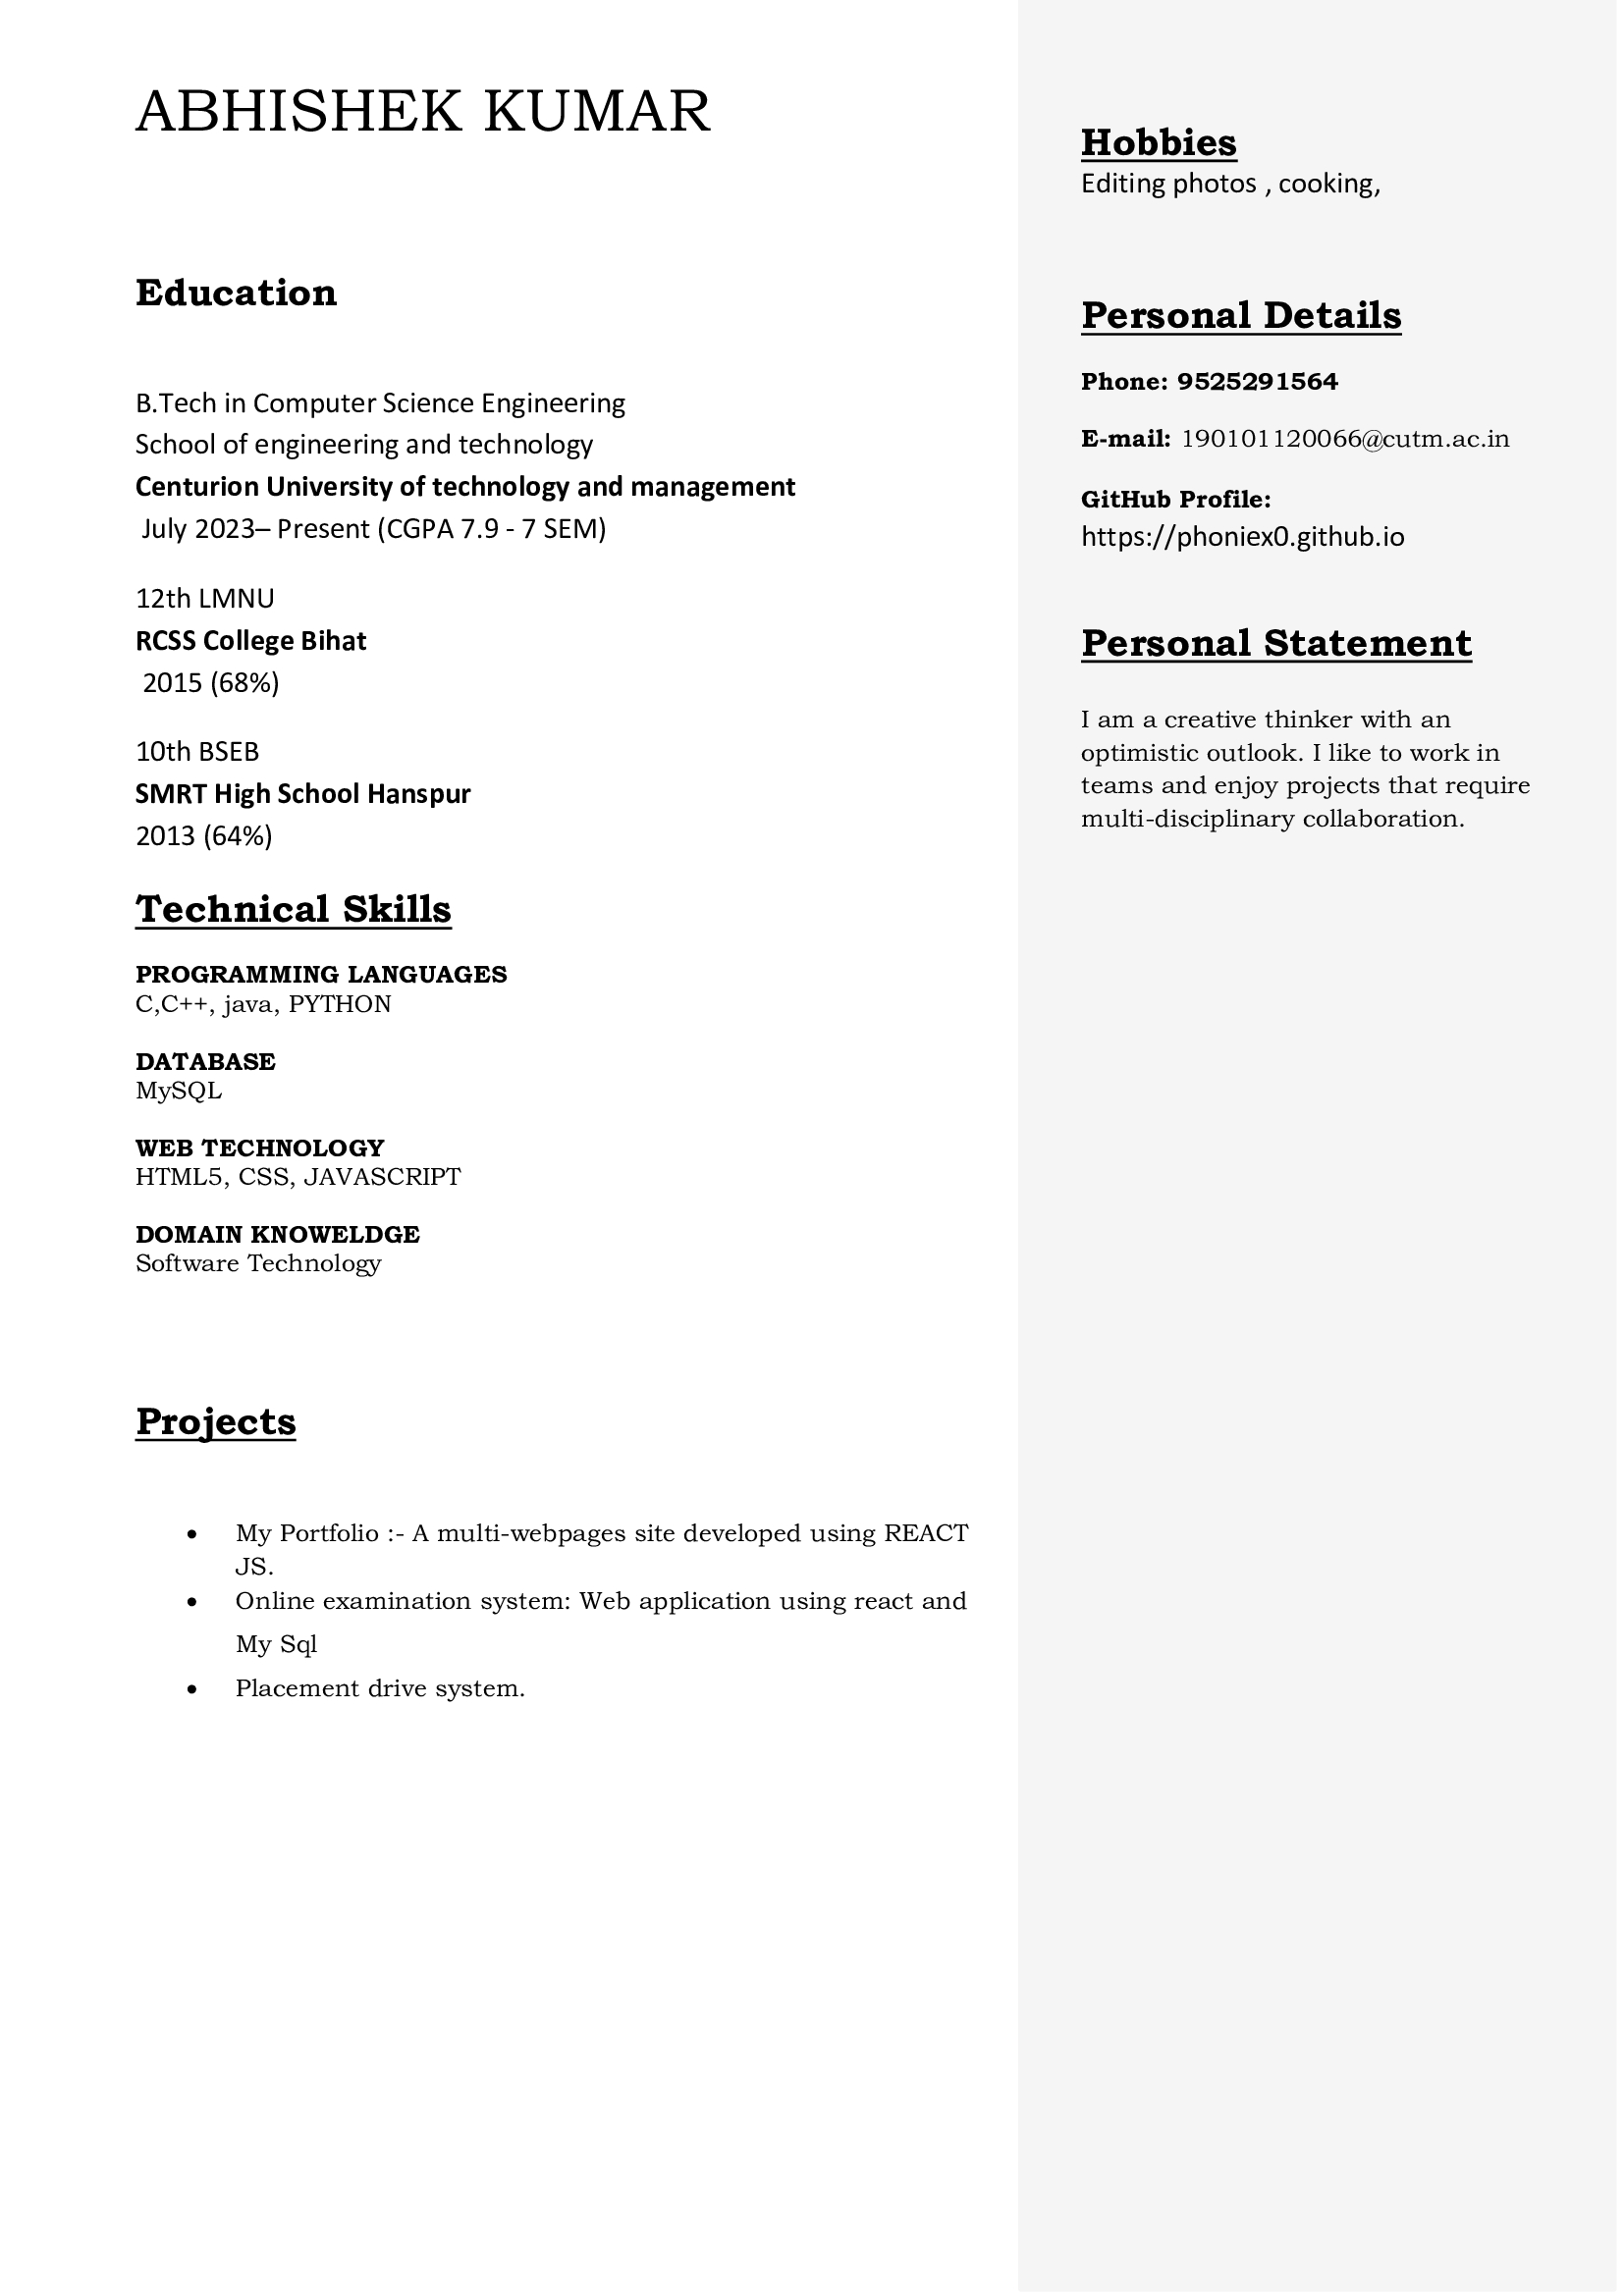 ABHISHEK KUMAR
Education
B.Tech in Computer Science Engineering
School of engineering and technology
Centurion University of technology and management
July 2023– Present (CGPA 7.9 - 7 SEM)
12th LMNU
RCSS College Bihat
2015 (68%)
10th BSEB
SMRT High School Hanspur
2013 (64%)
Technical Skills
PROGRAMMING LANGUAGES
C,C++, java, PYTHON
DATABASE
MySQL
WEB TECHNOLOGY
HTML5, CSS, JAVASCRIPT
DOMAIN KNOWELDGE
Software Technology
Projects
• My Portfolio :- A multi-webpages site developed using REACT
JS.
• Online examination system: Web application using react and
My Sql
• Placement drive system.
Hobbies
Editing photos , cooking,
Personal Details
Phone: 9525291564
E-mail: 190101120066@cutm.ac.in
GitHub Profile:
https://phoniex0.github.io
Personal Statement
I am a creative thinker with an
optimistic outlook. I like to work in
teams and enjoy projects that require
multi-disciplinary collaboration.